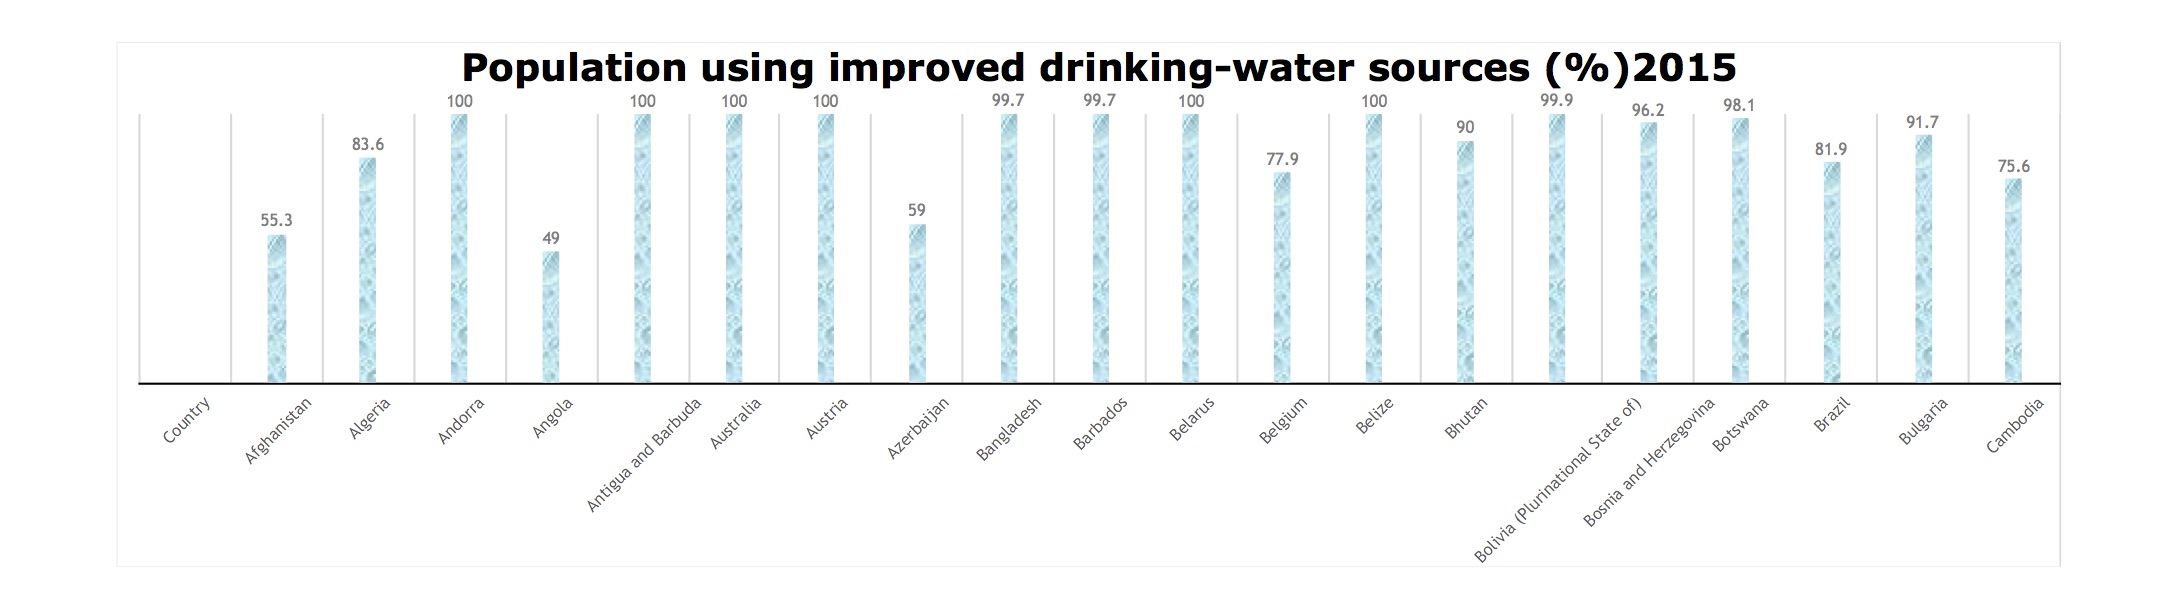 Population using improved drinking-water sources (%)2015
55.3
83.6
100
49
100
100
100
59
99.7
99.7
100
77.9
100
90
99.9
96.2
98.1
81.9
91.7
75.6
Country
Afghanistan
Algeria
Andorra
Angola
Antigua and Barbuda
Australia
Austria
Azerbaijan
Bangladesh
Barbados
Belarus
Belgium
Belize
Bhutan
Bolivia (Plurinational State of)
Bosnia and Herzegovina
Botswana
Brazil
Bulgaria
Cambodia